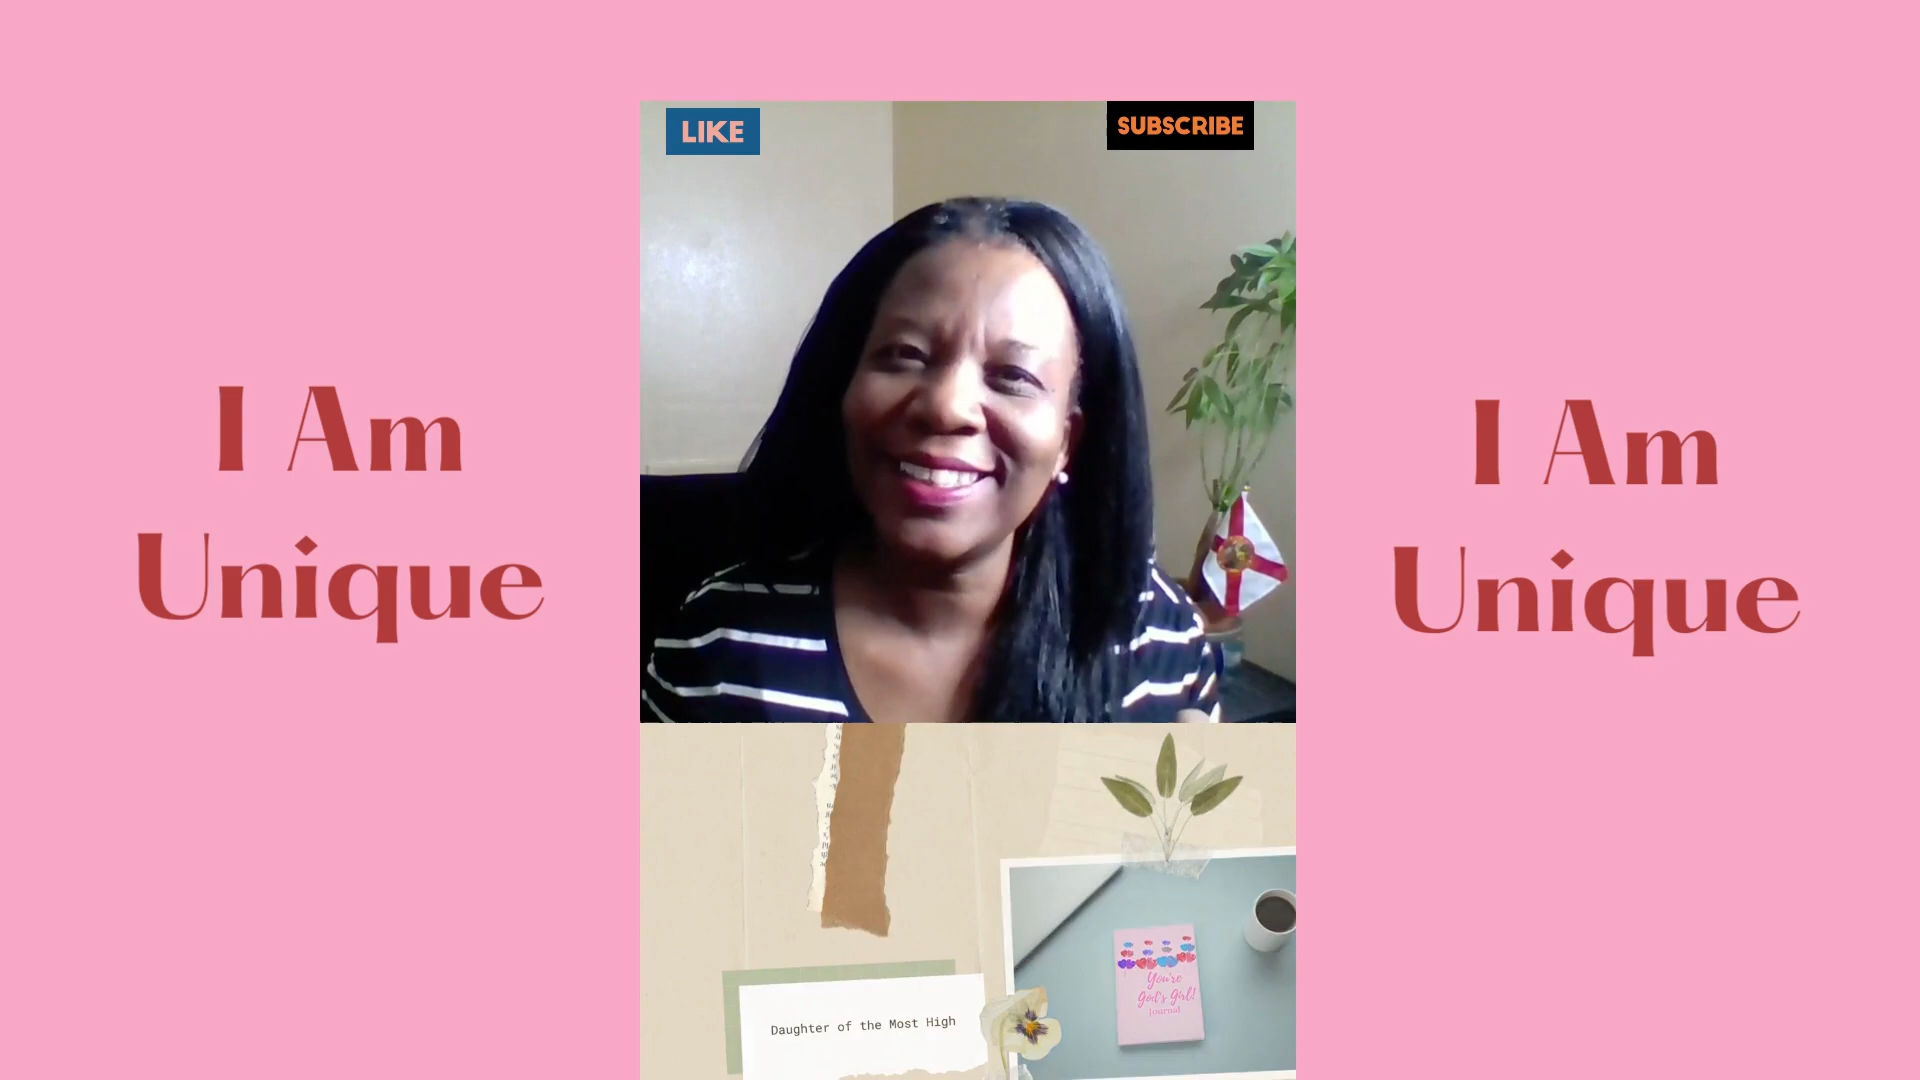 LIKE
SUBSCRIBE
I Am
Unique
I Am
Unique
You're
God's Girl!
Journal
Daughter of the Most High